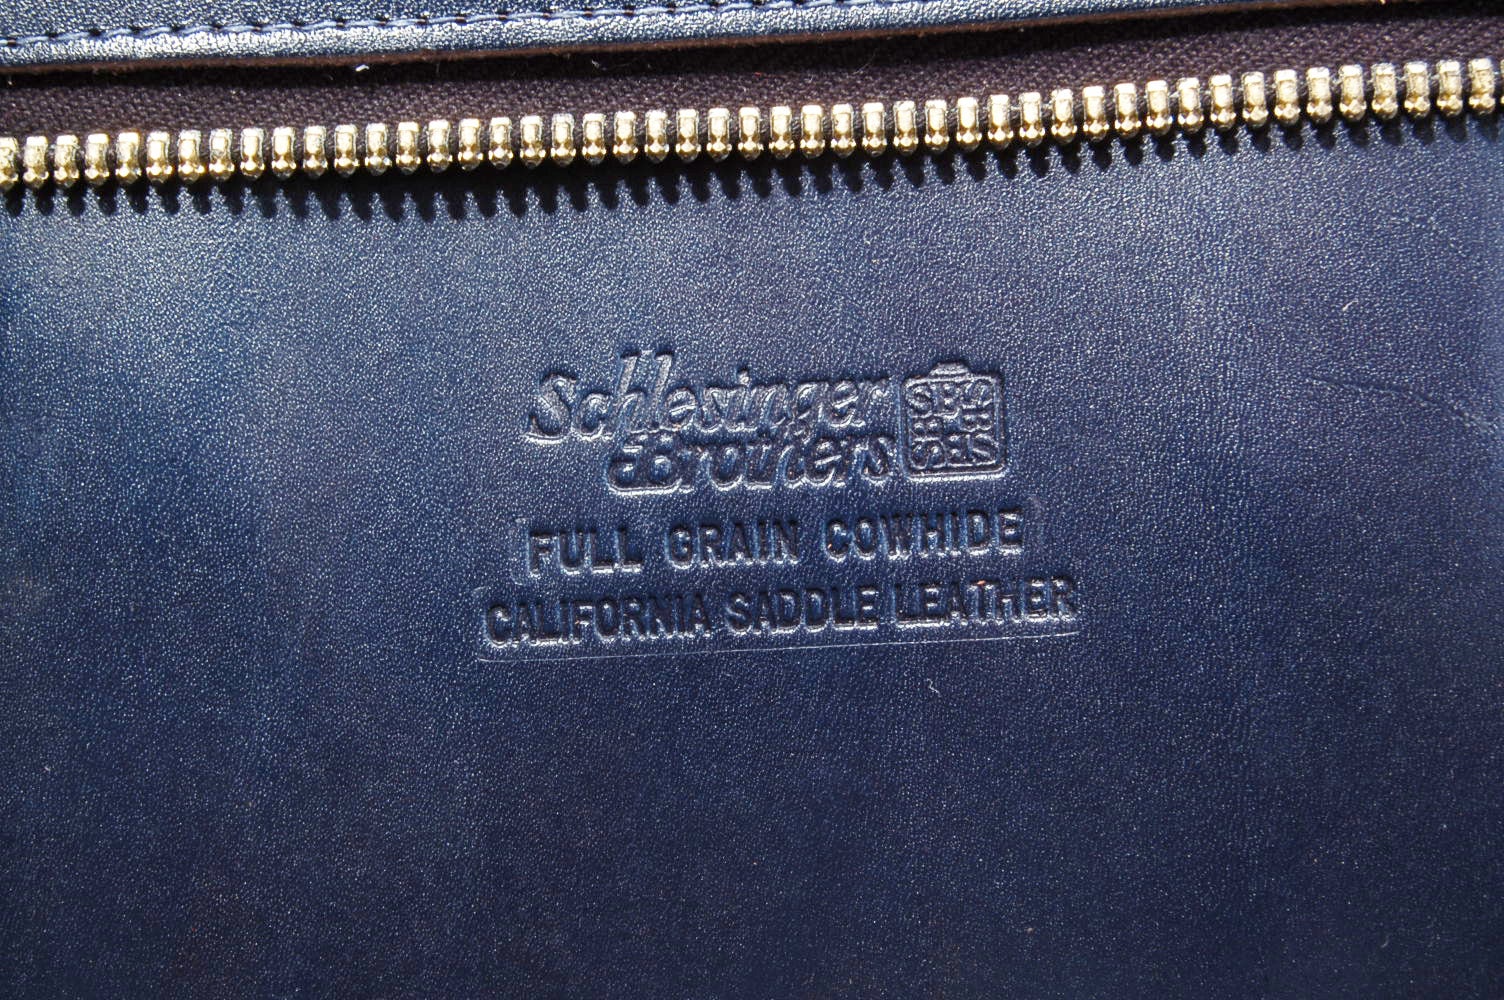 Schlesinger
Brothers
FULL GRAIN COWHIDE
CALIFORNIA SADDLE LEATHER